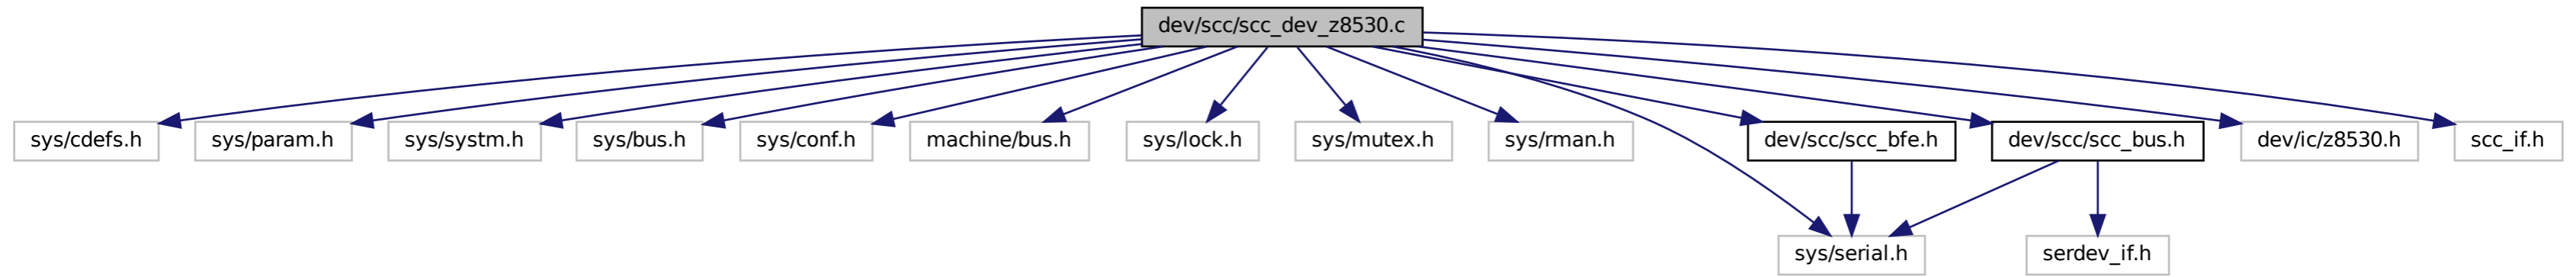 dev/scc/scc_dev_z8530.c
sys/cdefs.h
sys/param.h
sys/systm.h
sys/bus.h
sys/conf.h
machine/bus.h
sys/lock.h
sys/mutex.h
sys/rman.h
dev/scc/scc_bfe.h
dev/scc/scc_bus.h
dev/ic/z8530.h
scc_if.h
sys/serial.h
serdev_if.h